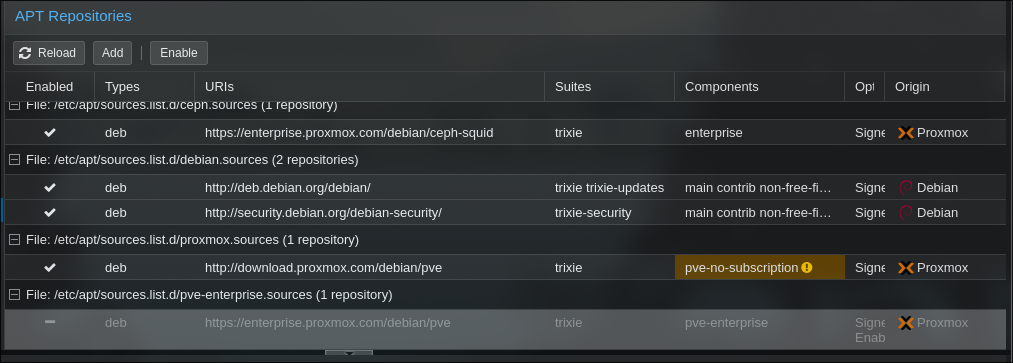 APT Repositories
Reload Add Enable
Enabled Types URIs Suites Components Opt Origin
File: /etc/apt/sources.list.d/ceph.sources (1 repository)
deb https://enterprise.proxmox.com/debian/ceph-squid trixie enterprise Signe Proxmox
File: /etc/apt/sources.list.d/debian.sources (2 repositories)
deb http://deb.debian.org/debian/ trixie trixie-updates main contrib non-free-fi… Signe Debian
deb http://security.debian.org/debian-security/ trixie-security main contrib non-free-fi… Signe Debian
File: /etc/apt/sources.list.d/proxmox.sources (1 repository)
deb http://download.proxmox.com/debian/pve trixie pve-no-subscription Signe Proxmox
File: /etc/apt/sources.list.d/pve-enterprise.sources (1 repository)
deb https://enterprise.proxmox.com/debian/pve trixie pve-enterprise Signe Proxmox
Enab